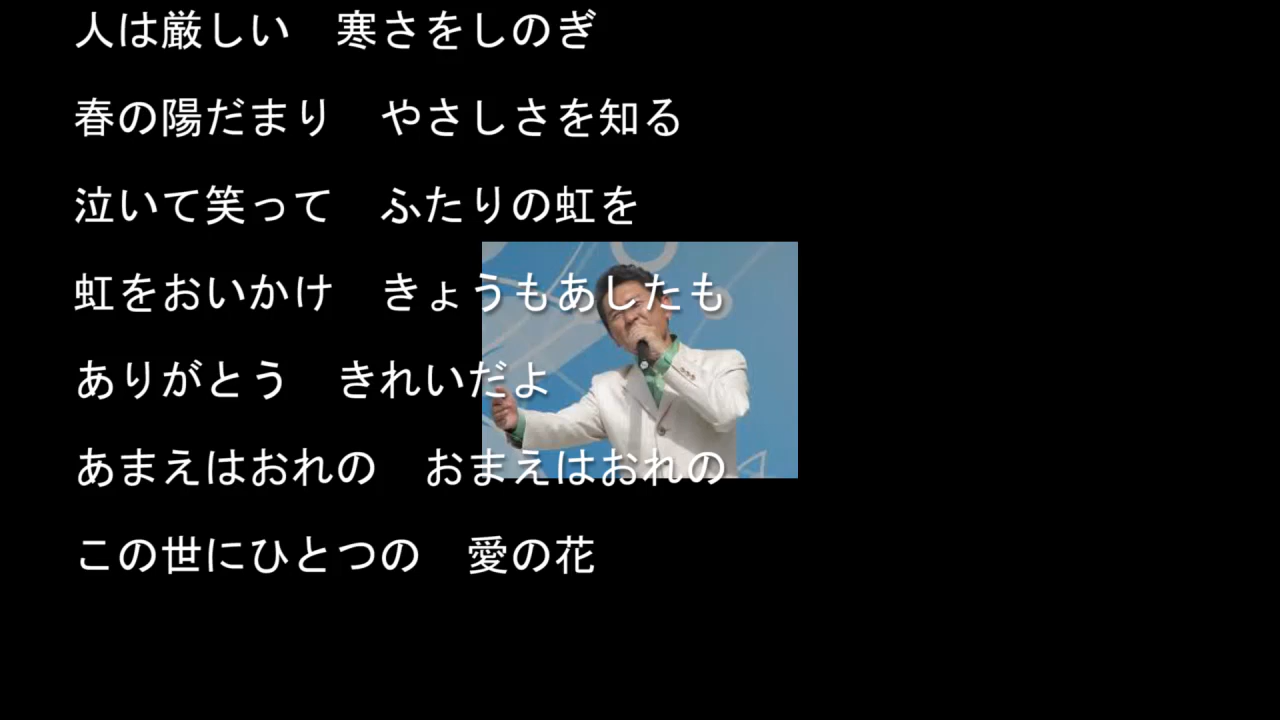 人は厳しい　寒さをしのぎ
春の陽だまり　やさしさを知る
泣いて笑って　ふたりの虹を
虹をおいかけ　きょうもあしたも
ありがとう　きれいだよ
あまえはおれの　おまえはおれの
この世にひとつの　愛の花